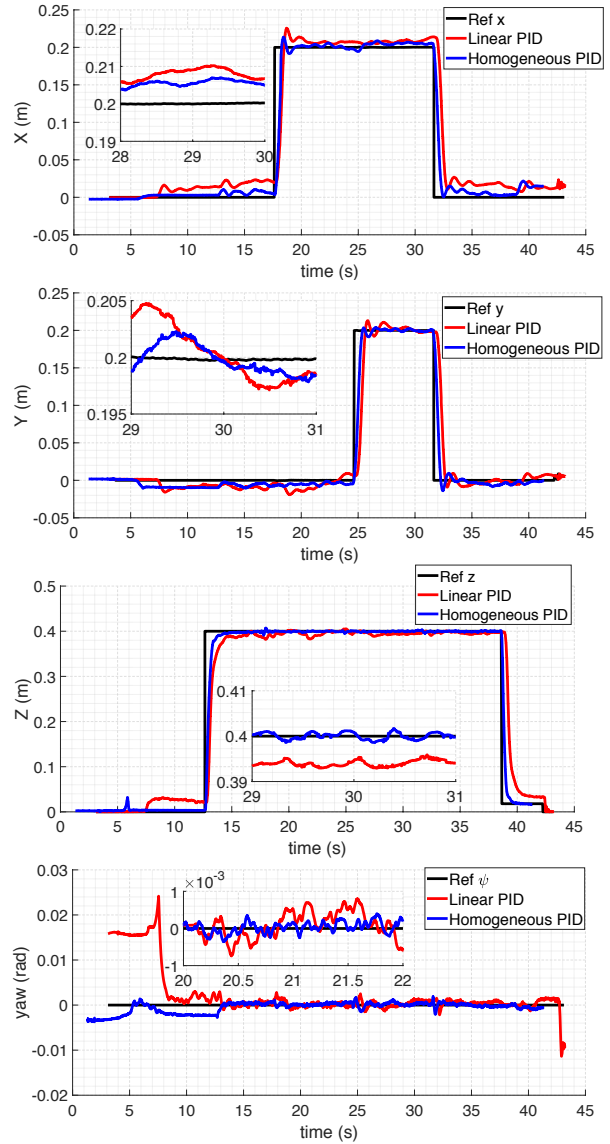 Ref x
Linear PID
Homogeneous PID
0.2
0.15
0.1
0.05
0
-0.05
X (m)
0.22
0.21
0.2
0.19
28 29 30
0 5 10 15 20 25 30 35 40 45
time (s)
Ref y
Linear PID
Homogeneous PID
0.2
0.15
0.1
0.05
0
-0.05
Y (m)
0.205
0.2
0.195
29 30 31
0 5 10 15 20 25 30 35 40 45
time (s)
Ref z
Linear PID
Homogeneous PID
0.5
0.4
0.3
0.2
0.1
0
Z (m)
0.41
0.4
0.39
29 30 31
0 5 10 15 20 25 30 35 40 45
time (s)
Ref ψ
Linear PID
Homogeneous PID
0.03
0.02
0.01
0
-0.01
-0.02
yaw (rad)
×10⁻³
1
0
-1
20 20.5 21 21.5 22
0 5 10 15 20 25 30 35 40 45
time (s)